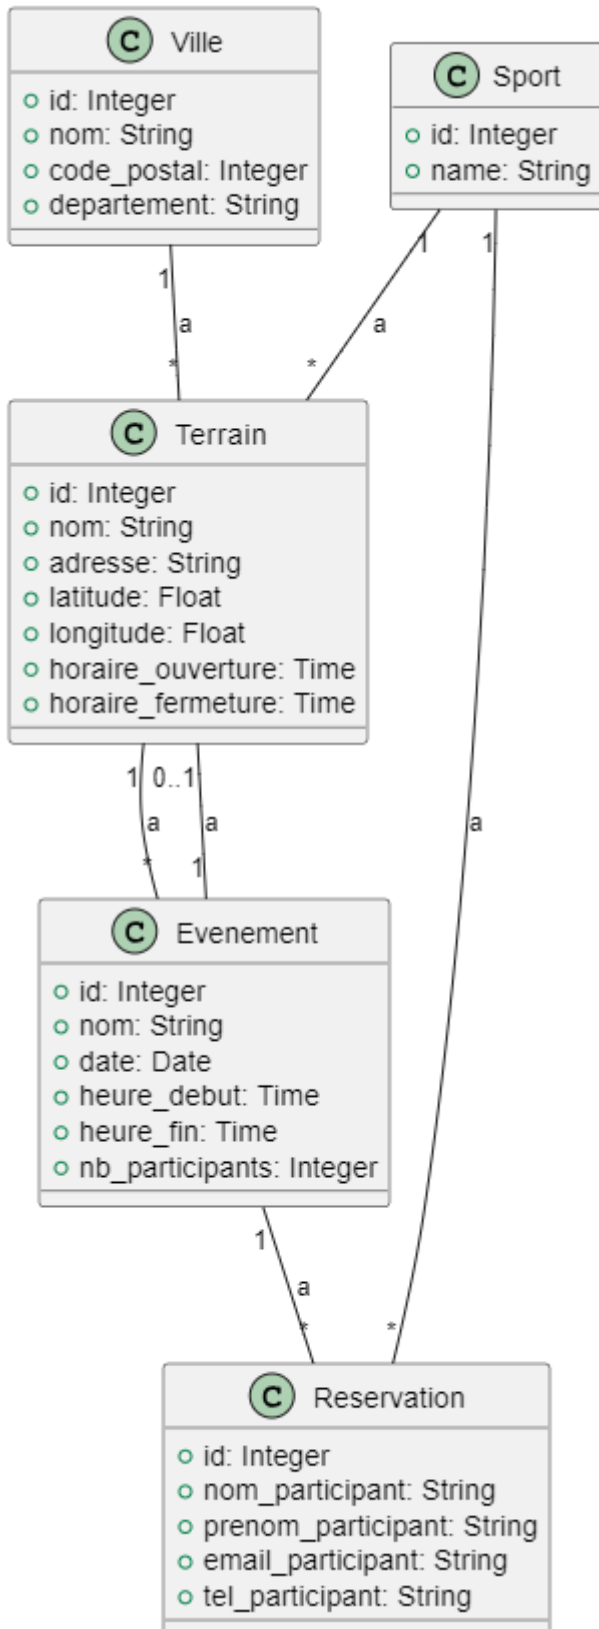 C Ville
id: Integer
nom: String
code_postal: Integer
departement: String
C Sport
id: Integer
name: String
1
1
1
a
a
*
*
C Terrain
id: Integer
nom: String
adresse: String
latitude: Float
longitude: Float
horaire_ouverture: Time
horaire_fermeture: Time
1
0..1
a
a
a
*
1
C Evenement
id: Integer
nom: String
date: Date
heure_debut: Time
heure_fin: Time
nb_participants: Integer
1
a
*
*
C Reservation
id: Integer
nom_participant: String
prenom_participant: String
email_participant: String
tel_participant: String